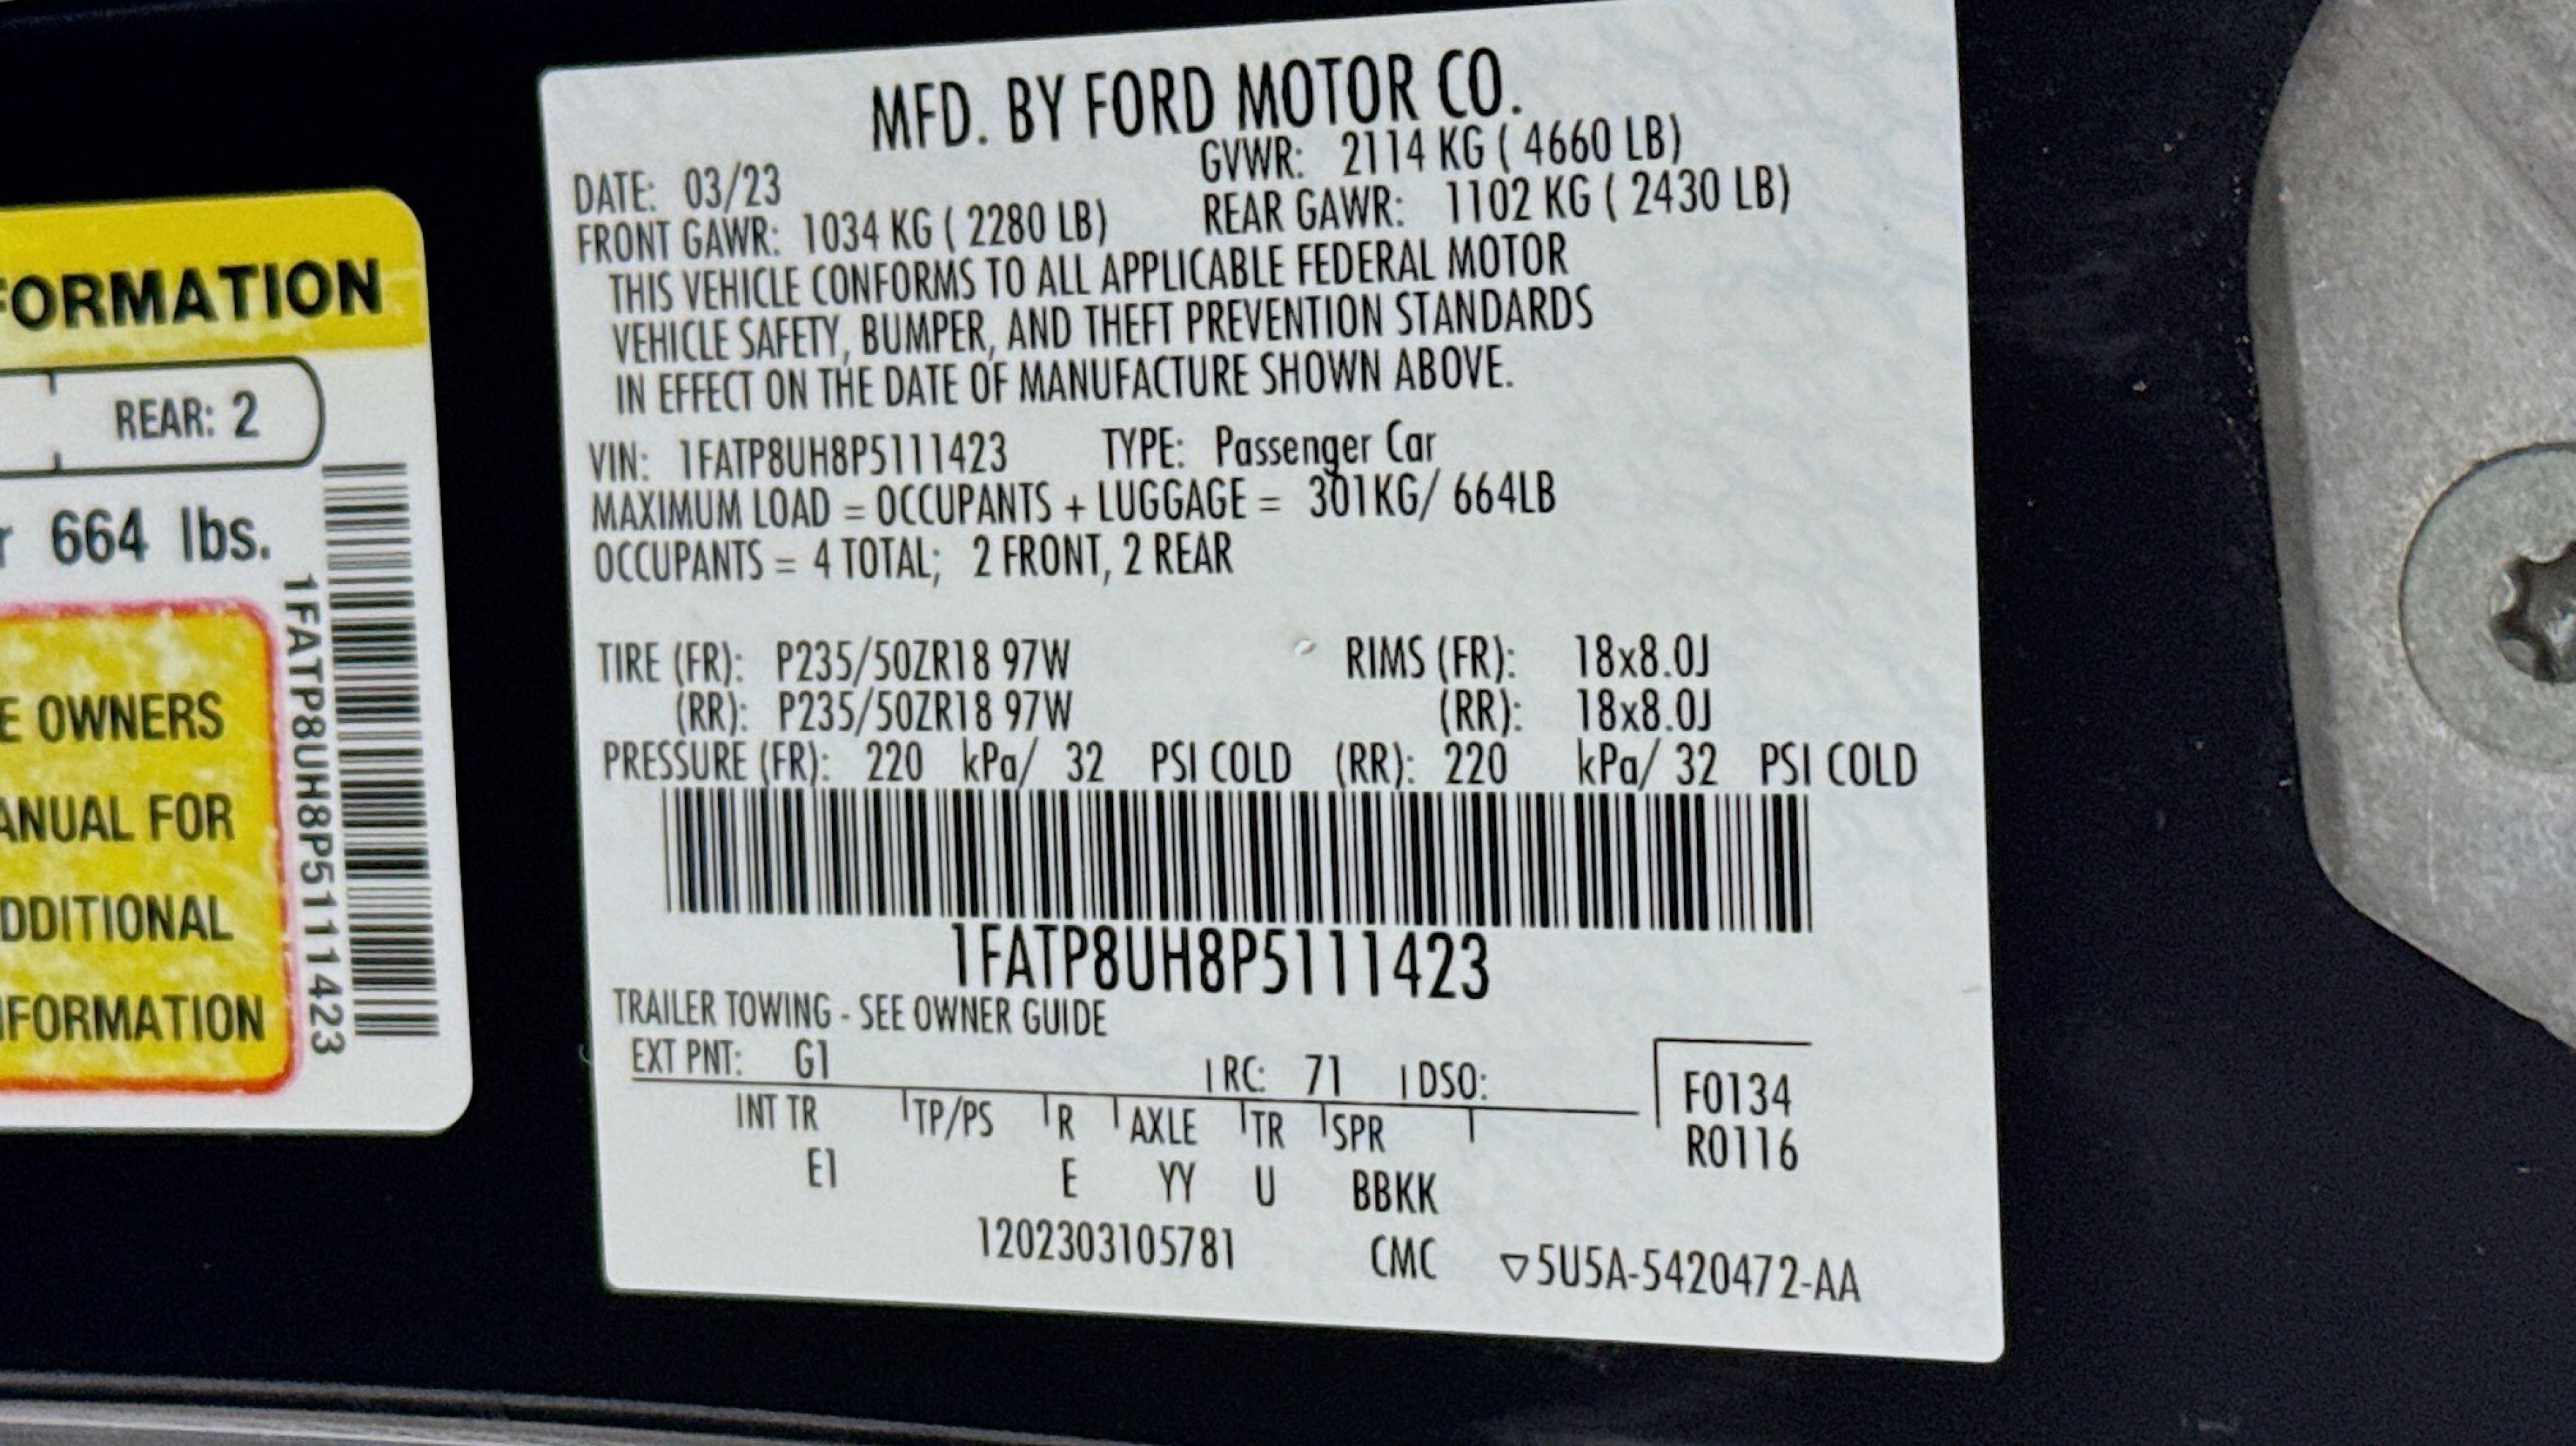 MFD. BY FORD MOTOR CO.
DATE: 03/23 GVWR: 2114 KG ( 4660 LB)
FRONT GAWR: 1034 KG ( 2280 LB) REAR GAWR: 1102 KG ( 2430 LB)
THIS VEHICLE CONFORMS TO ALL APPLICABLE FEDERAL MOTOR
VEHICLE SAFETY, BUMPER, AND THEFT PREVENTION STANDARDS
IN EFFECT ON THE DATE OF MANUFACTURE SHOWN ABOVE.
VIN: 1FATP8UH8P5111423 TYPE: Passenger Car
MAXIMUM LOAD = OCCUPANTS + LUGGAGE = 301KG/ 664LB
OCCUPANTS = 4 TOTAL; 2 FRONT, 2 REAR
TIRE (FR): P235/50ZR18 97W RIMS (FR): 18x8.0J
(RR): P235/50ZR18 97W (RR): 18x8.0J
PRESSURE (FR): 220 kPa/ 32 PSI COLD (RR): 220 kPa/ 32 PSI COLD
1FATP8UH8P5111423
TRAILER TOWING - SEE OWNER GUIDE
EXT PNT: G1 RC: 71 DSO:
INT TR TP/PS R AXLE TR SPR
E1 E YY U BBKK
F0134
R0116
1202303105781 CMC ▽5U5A-5420472-AA
FORMATION
REAR: 2
r 664 lbs.
E OWNERS
ANUAL FOR
DDITIONAL
NFORMATION
1FATP8UH8P5111423